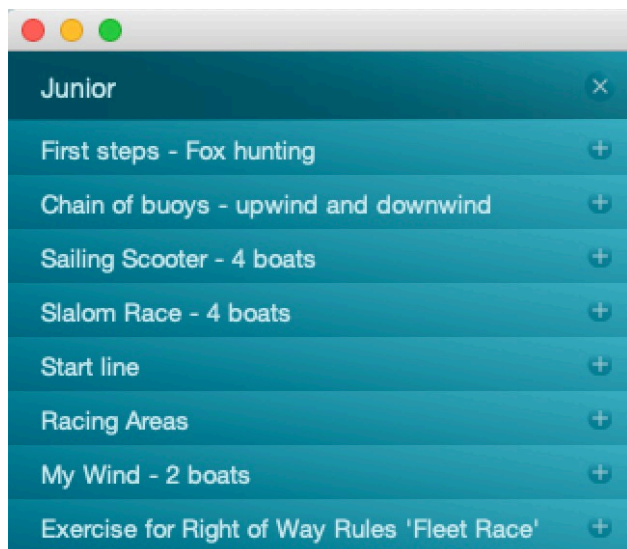 Junior
First steps - Fox hunting
Chain of buoys - upwind and downwind
Sailing Scooter - 4 boats
Slalom Race - 4 boats
Start line
Racing Areas
My Wind - 2 boats
Exercise for Right of Way Rules 'Fleet Race'